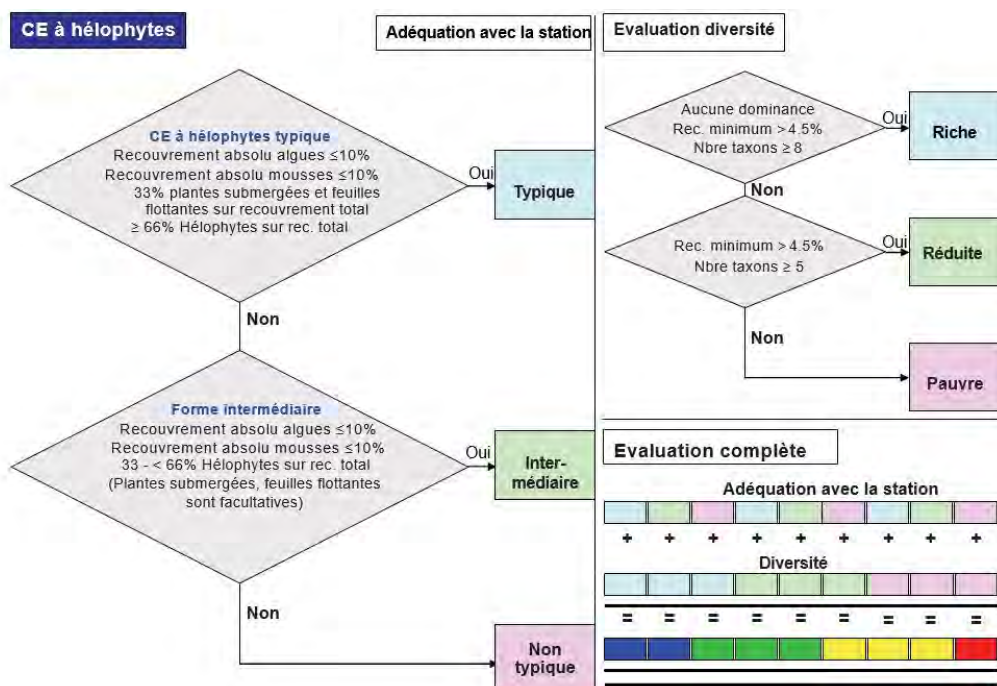 CE à hélophytes
Adéquation avec la station
CE à hélophytes typique
Recouvrement absolu algues ≤10%
Recouvrement absolu mousses ≤10%
33% plantes submergées et feuilles
flottantes sur recouvrement total
≥ 66% Hélophytes sur rec. total
Oui
Typique
Non
Forme intermédiaire
Recouvrement absolu algues ≤10%
Recouvrement absolu mousses ≤10%
33 - < 66% Hélophytes sur rec. total
(Plantes submergées, feuilles flottantes
sont facultatives)
Oui
Inter-
médiaire
Non
Non
typique
Evaluation diversité
Aucune dominance
Rec. minimum > 4.5%
Nbre taxons ≥ 8
Oui
Riche
Non
Rec. minimum > 4.5%
Nbre taxons ≥ 5
Oui
Réduite
Non
Pauvre
Evaluation complète
Adéquation avec la station
+ + + + + + + + +
Diversité
= = = = = = = = =